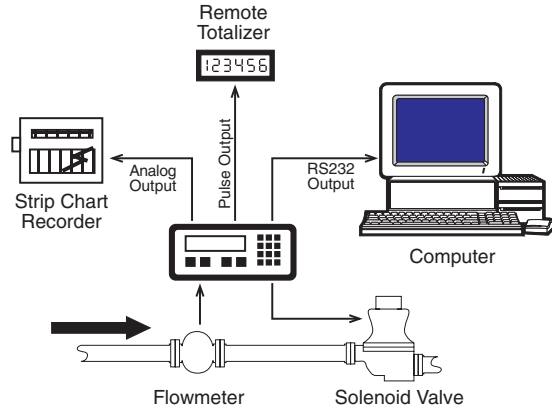 Remote
Totalizer
123456
Analog
Output
Pulse Output
RS232
Output
Strip Chart
Recorder
Computer
Flowmeter
Solenoid Valve